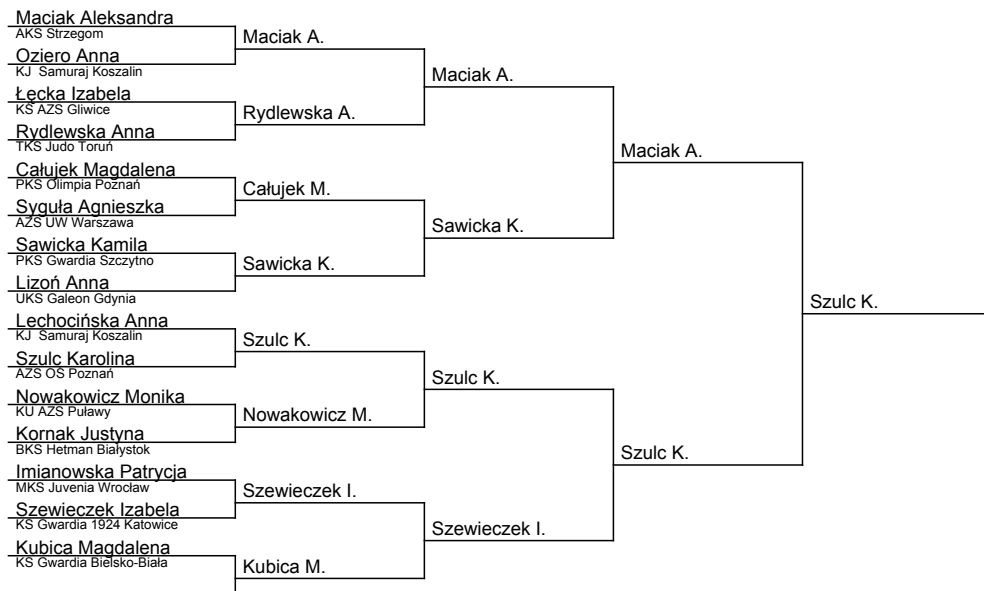 Maciak Aleksandra
AKS Strzegom
Maciak A.
Oziero Anna
KJ Samuraj Koszalin
Maciak A.
Łęcka Izabela
KS AZS Gliwice
Rydlewska A.
Rydlewska Anna
TKS Judo Toruń
Maciak A.
Całujek Magdalena
PKS Olimpia Poznań
Całujek M.
Syguła Agnieszka
AZS UW Warszawa
Sawicka K.
Sawicka Kamila
PKS Gwardia Szczytno
Sawicka K.
Lizoń Anna
UKS Galeon Gdynia
Szulc K.
Lechocińska Anna
KJ Samuraj Koszalin
Szulc K.
Szulc Karolina
AZS OŚ Poznań
Szulc K.
Nowakowicz Monika
KU AZS Puławy
Nowakowicz M.
Kornak Justyna
BKS Hetman Białystok
Szulc K.
Imianowska Patrycja
MKS Juvenia Wrocław
Szewieczek I.
Szewieczek Izabela
KS Gwardia 1924 Katowice
Szewieczek I.
Kubica Magdalena
KS Gwardia Bielsko-Biała
Kubica M.